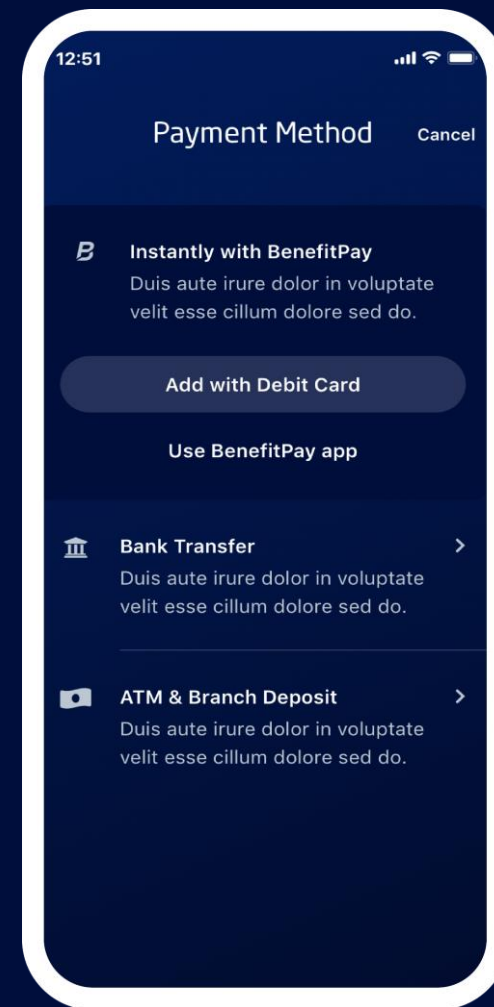 12:51
Payment Method
Cancel
Instantly with BenefitPay
Duis aute irure dolor in voluptate
velit esse cillum dolore sed do.
Add with Debit Card
Use BenefitPay app
Bank Transfer
Duis aute irure dolor in voluptate
velit esse cillum dolore sed do.
ATM & Branch Deposit
Duis aute irure dolor in voluptate
velit esse cillum dolore sed do.